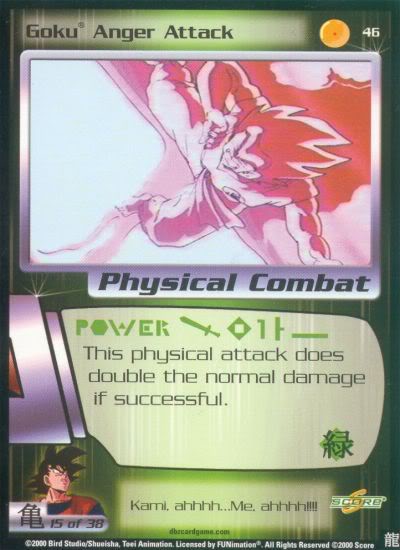 Goku® Anger Attack
46
Physical Combat
POWER
This physical attack does
double the normal damage
if successful.
緑
亀
15 of 38
Kami, ahhhh...Me, ahhhh!!!!
SCORE
dbzcardgame.com
©2000 Bird Studio/Shueisha, Toei Animation. Licensed by FUNimation®. All Rights Reserved ©2000 Score
龍